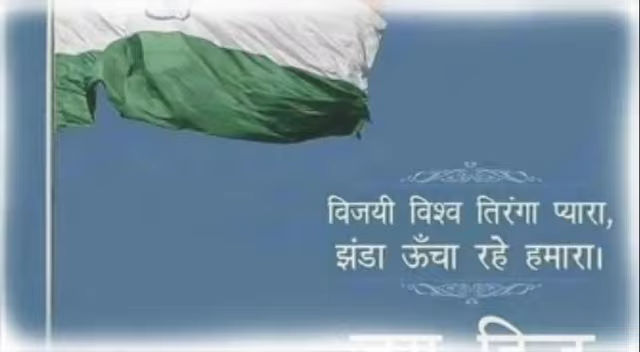 विजयी विश्व तिरंगा प्यारा,
झंडा ऊँचा रहे हमारा।